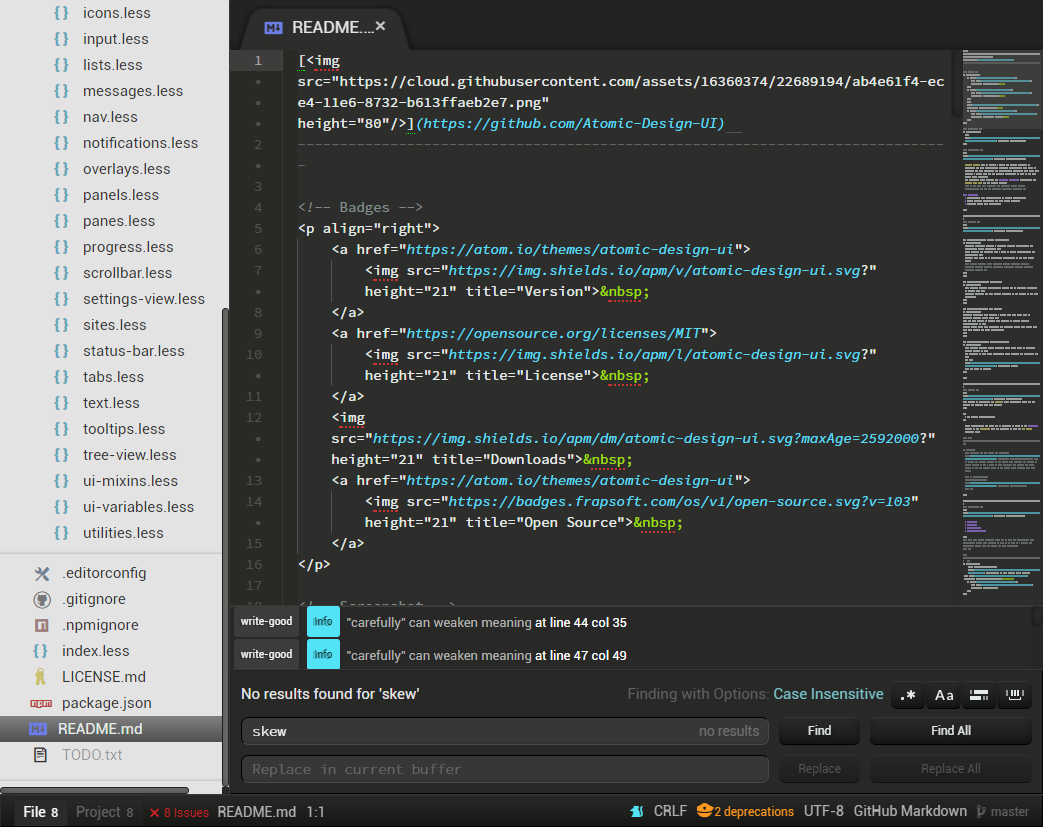 icons.less
input.less
lists.less
messages.less
nav.less
notifications.less
overlays.less
panels.less
panes.less
progress.less
scrollbar.less
settings-view.less
sites.less
status-bar.less
tabs.less
text.less
tooltips.less
tree-view.less
ui-mixins.less
ui-variables.less
utilities.less
.editorconfig
.gitignore
.npmignore
index.less
LICENSE.md
package.json
README.md
TODO.txt
README....
1 [<img
src="https://cloud.githubusercontent.com/assets/16360374/22689194/ab4e61f4-ec
e4-11e6-8732-b613ffaeb2e7.png"
height="80"/>](https://github.com/Atomic-Design-UI)__
2 -----------------------------------------------------------------------------
-
3
4 <!-- Badges -->
5 <p align="right">
6 <a href="https://atom.io/themes/atomic-design-ui">
7 <img src="https://img.shields.io/apm/v/atomic-design-ui.svg?"
height="21" title="Version">&nbsp;
8 </a>
9 <a href="https://opensource.org/licenses/MIT">
10 <img src="https://img.shields.io/apm/l/atomic-design-ui.svg?"
height="21" title="License">&nbsp;
11 </a>
12 <img
src="https://img.shields.io/apm/dm/atomic-design-ui.svg?maxAge=2592000?"
height="21" title="Downloads">&nbsp;
13 <a href="https://atom.io/themes/atomic-design-ui">
14 <img src="https://badges.frapsoft.com/os/v1/open-source.svg?v=103"
height="21" title="Open Source">&nbsp;
15 </a>
16 </p>
17
write-good Info "carefully" can weaken meaning at line 44 col 35
write-good Info "carefully" can weaken meaning at line 47 col 49
No results found for 'skew' Finding with Options: Case Insensitive .* Aa
skew no results Find Find All
Replace in current buffer Replace Replace All
File 8 Project 8 8 Issues README.md 1:1 CRLF 2 deprecations UTF-8 GitHub Markdown master